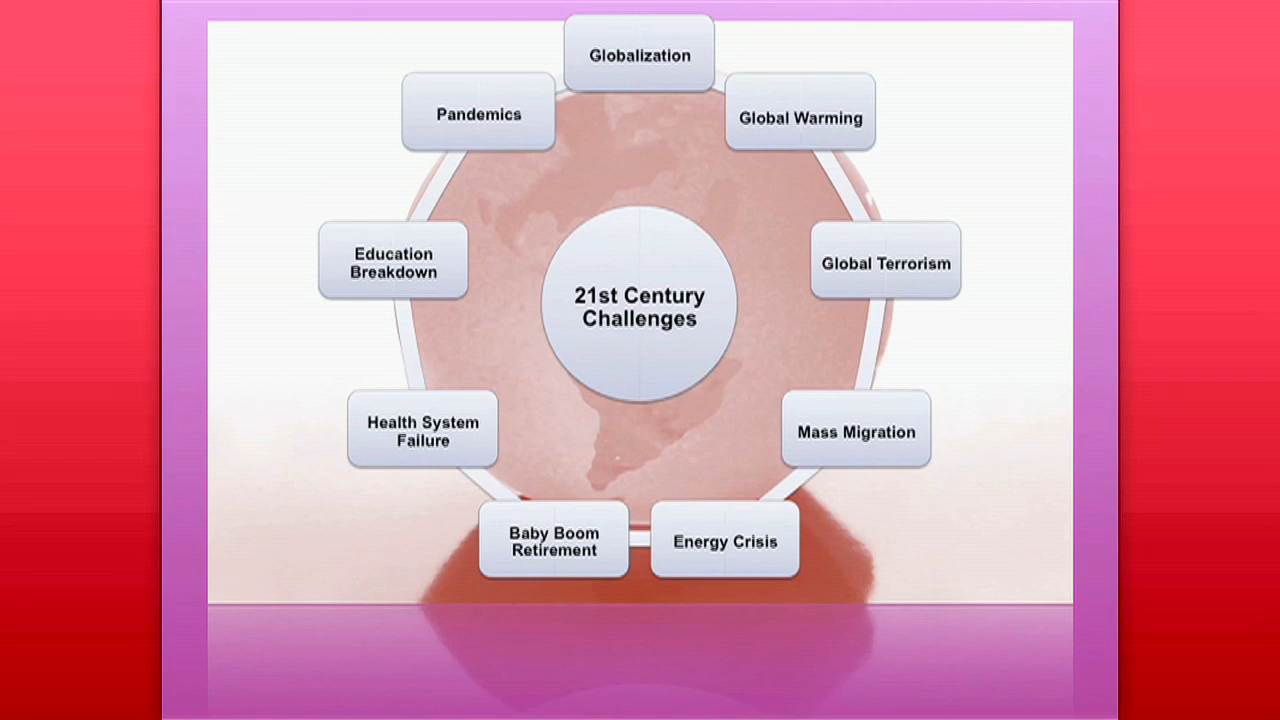 Globalization
Pandemics
Global Warming
Education
Breakdown
Global Terrorism
21st Century
Challenges
Health System
Failure
Mass Migration
Baby Boom
Retirement
Energy Crisis